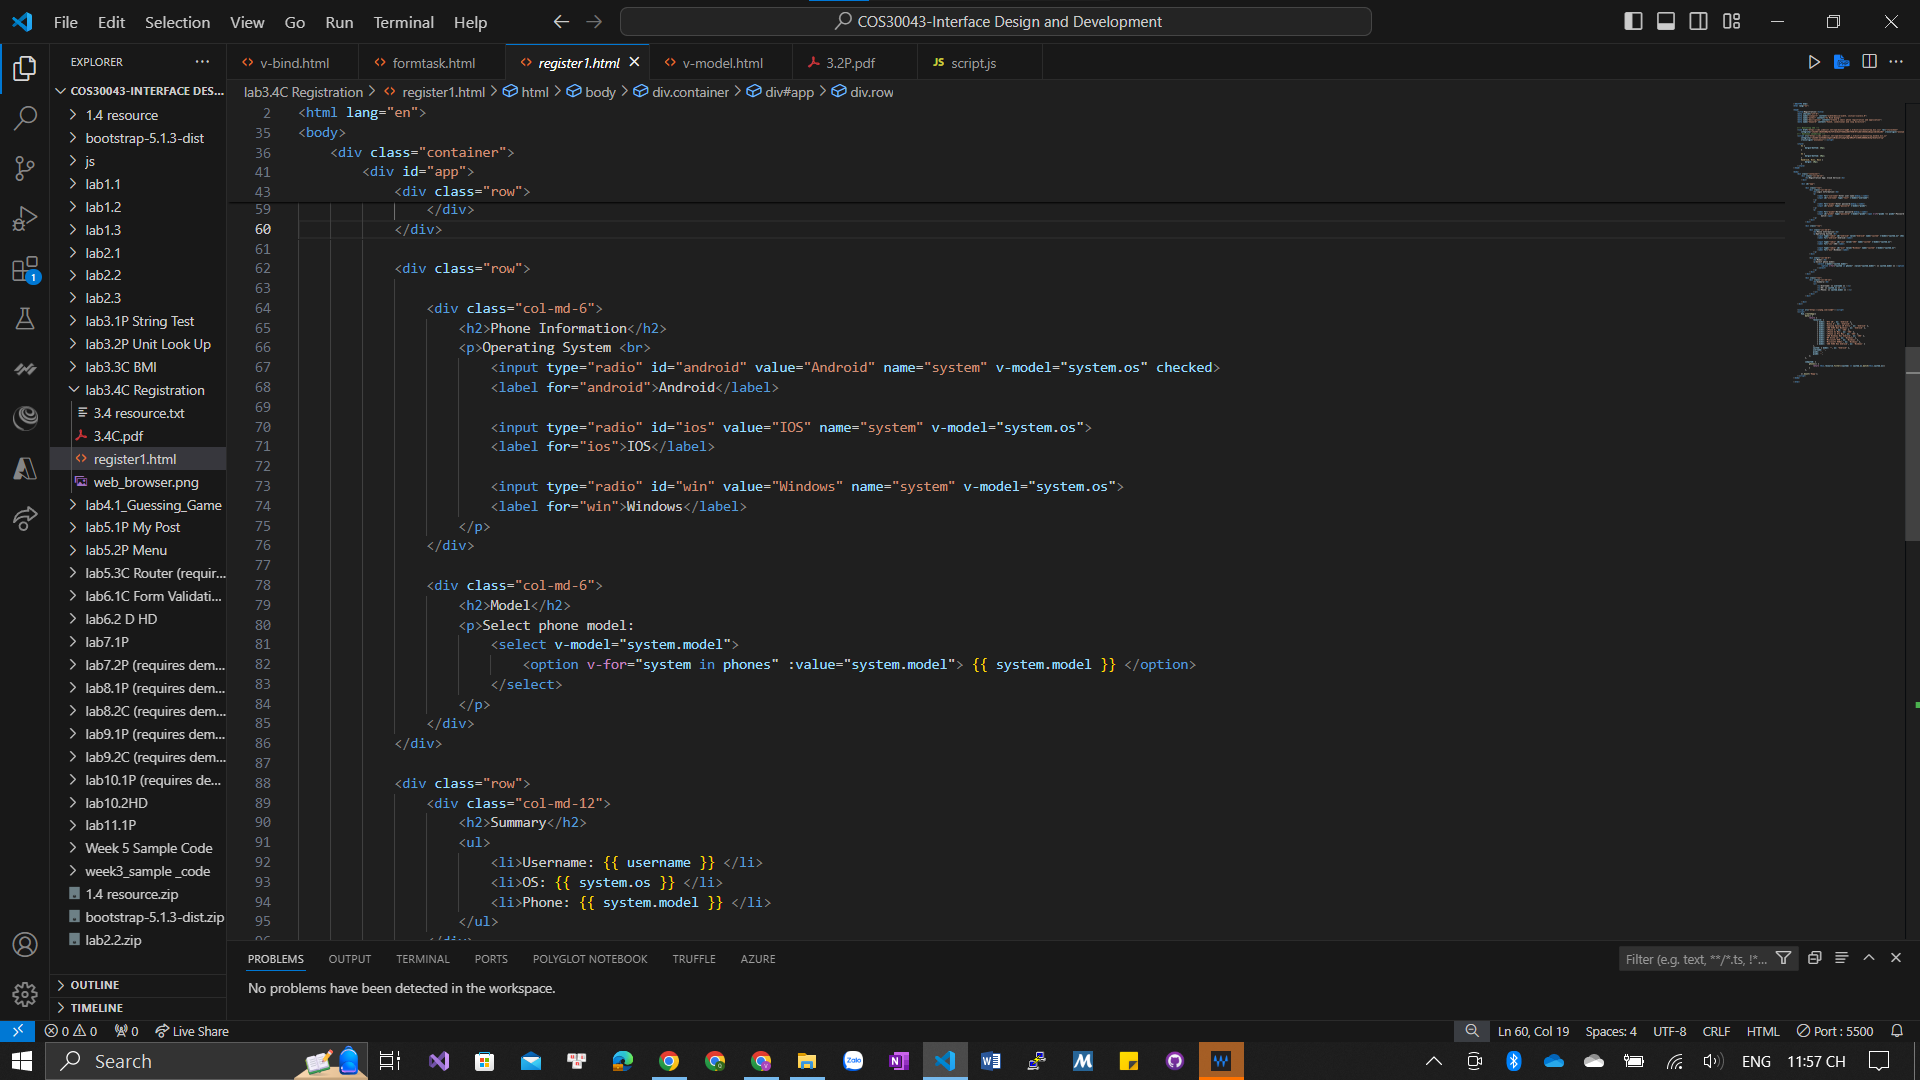 File Edit Selection View Go Run Terminal Help
COS30043-Interface Design and Development
EXPLORER
COS30043-INTERFACE DES...
1.4 resource
bootstrap-5.1.3-dist
js
lab1.1
lab1.2
lab1.3
lab2.1
lab2.2
lab2.3
lab3.1P String Test
lab3.2P Unit Look Up
lab3.3C BMI
lab3.4C Registration
3.4 resource.txt
3.4C.pdf
register1.html
web_browser.png
lab4.1_Guessing_Game
lab5.1P My Post
lab5.2P Menu
lab5.3C Router (requir...
lab6.1C Form Validati...
lab6.2 D HD
lab7.1P
lab7.2P (requires dem...
lab8.1P (requires dem...
lab8.2C (requires dem...
lab9.1P (requires dem...
lab9.2C (requires dem...
lab10.1P (requires de...
lab10.2HD
lab11.1P
Week 5 Sample Code
week3_sample _code
1.4 resource.zip
bootstrap-5.1.3-dist.zip
lab2.2.zip
OUTLINE
TIMELINE
v-bind.html formtask.html register1.html v-model.html 3.2P.pdf JS script.js
lab3.4C Registration > register1.html > html > body > div.container > div#app > div.row
2 <html lang="en">
35 <body>
36 <div class="container">
41 <div id="app">
43 <div class="row">
59 </div>
60 </div>
61
62 <div class="row">
63
64 <div class="col-md-6">
65 <h2>Phone Information</h2>
66 <p>Operating System <br>
67 <input type="radio" id="android" value="Android" name="system" v-model="system.os" checked>
68 <label for="android">Android</label>
69
70 <input type="radio" id="ios" value="IOS" name="system" v-model="system.os">
71 <label for="ios">IOS</label>
72
73 <input type="radio" id="win" value="Windows" name="system" v-model="system.os">
74 <label for="win">Windows</label>
75 </p>
76 </div>
77
78 <div class="col-md-6">
79 <h2>Model</h2>
80 <p>Select phone model:
81 <select v-model="system.model">
82 <option v-for="system in phones" :value="system.model"> {{ system.model }} </option>
83 </select>
84 </p>
85 </div>
86 </div>
87
88 <div class="row">
89 <div class="col-md-12">
90 <h2>Summary</h2>
91 <ul>
92 <li>Username: {{ username }} </li>
93 <li>OS: {{ system.os }} </li>
94 <li>Phone: {{ system.model }} </li>
95 </ul>
PROBLEMS OUTPUT TERMINAL PORTS POLYGLOT NOTEBOOK TRUFFLE AZURE
Filter (e.g. text, **/*.ts, !*...
No problems have been detected in the workspace.
0 0 0 Live Share
Ln 60, Col 19 Spaces: 4 UTF-8 CRLF HTML Port : 5500
Search
ENG 11:57 CH